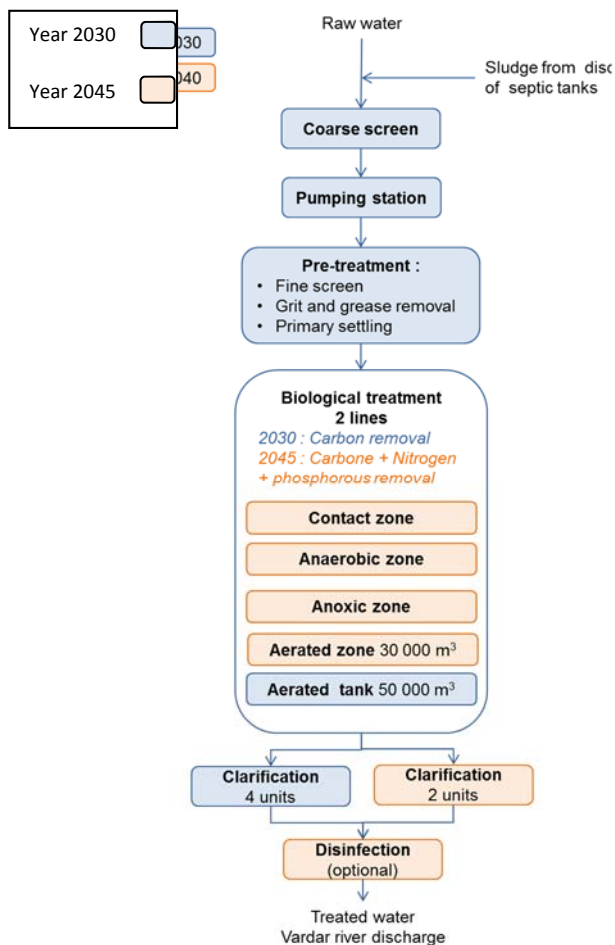 Year 2030
030
Year 2045
040
Raw water
Sludge from disc
of septic tanks
Coarse screen
Pumping station
Pre-treatment :
• Fine screen
• Grit and grease removal
• Primary settling
Biological treatment
2 lines
2030 : Carbon removal
2045 : Carbone + Nitrogen
+ phosphorous removal
Contact zone
Anaerobic zone
Anoxic zone
Aerated zone 30 000 m³
Aerated tank 50 000 m³
Clarification
4 units
Clarification
2 units
Disinfection
(optional)
Treated water
Vardar river discharge